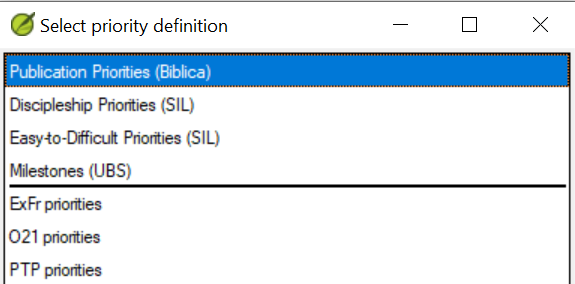 Select priority definition
Publication Priorities (Biblica)
Discipleship Priorities (SIL)
Easy-to-Difficult Priorities (SIL)
Milestones (UBS)
ExFr priorities
O21 priorities
PTP priorities